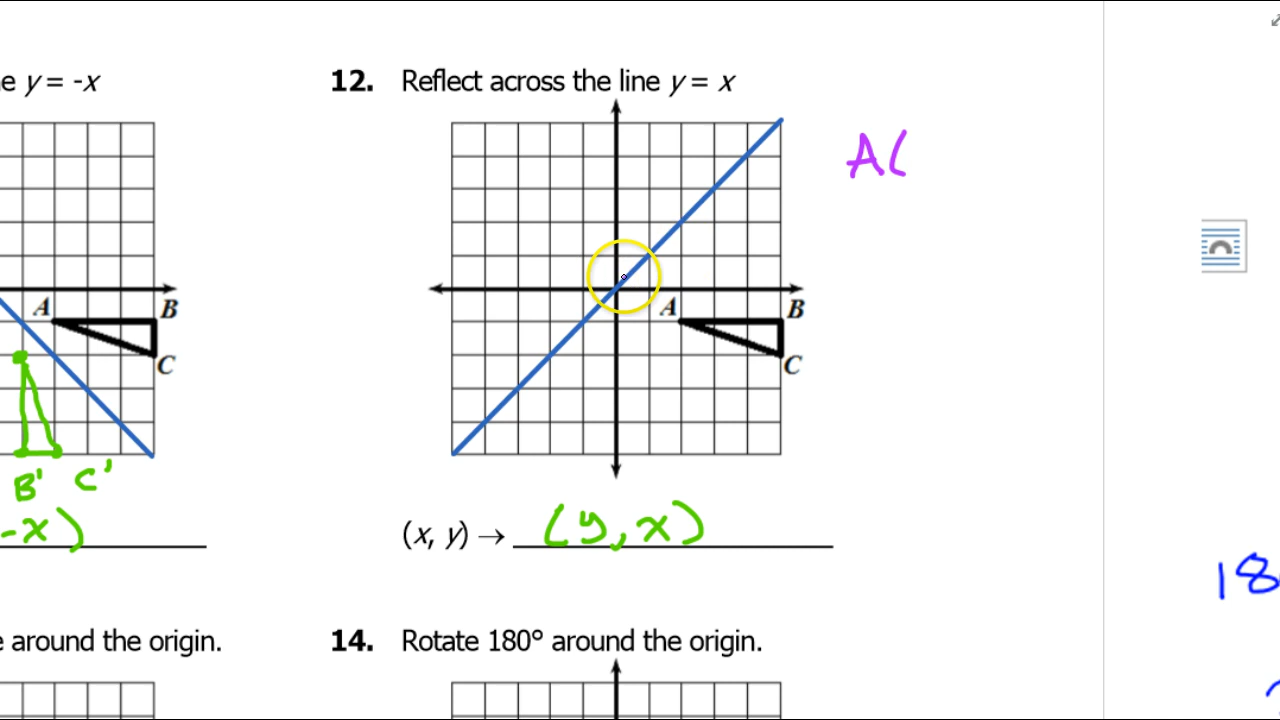 e y = -x
12. Reflect across the line y = x
A(
A B
C
B' C'
-x)
A B
C
(x, y) → (y, x)
18
e around the origin.
14. Rotate 180° around the origin.